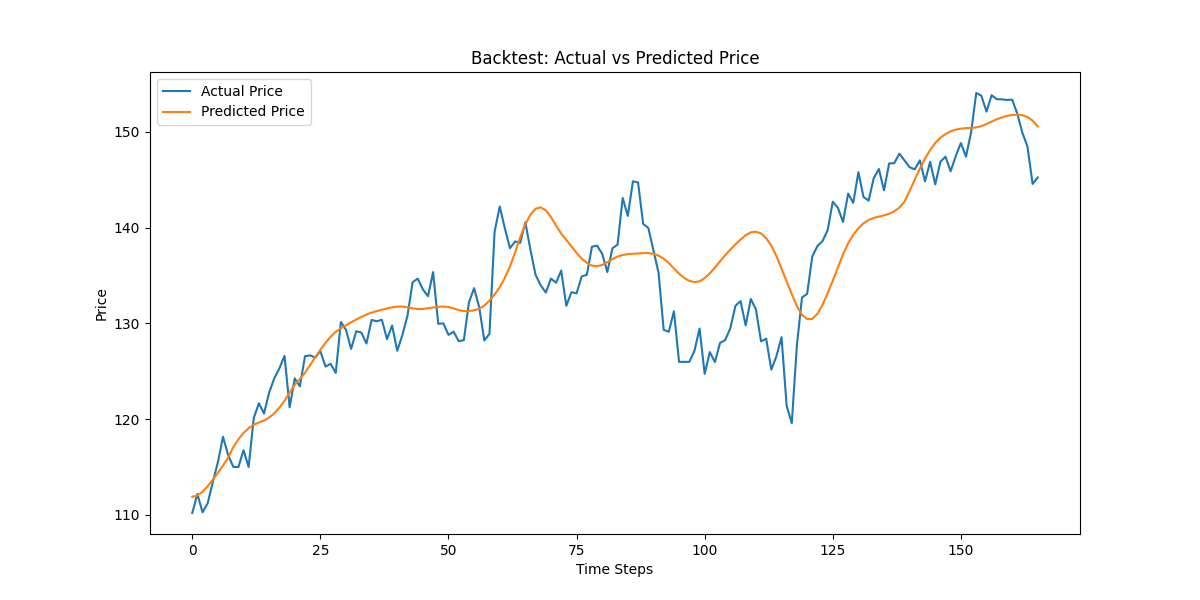 Backtest: Actual vs Predicted Price
Actual Price
Predicted Price
150
140
130
120
110
Price
0 25 50 75 100 125 150
Time Steps